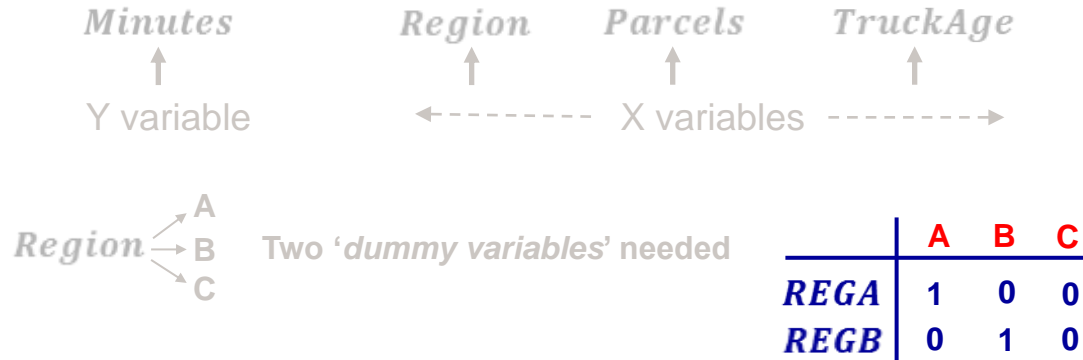 Minutes Region Parcels TruckAge
Y variable X variables
A
Region B Two ‘dummy variables’ needed
C
A B C
REGA 1 0 0
REGB 0 1 0